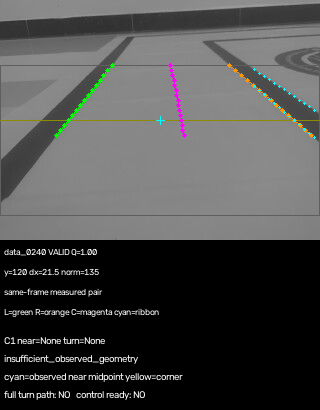 data_0240 VALID Q=1.00
y=120 dx=21.5 norm=135
same-frame measured pair
L=green R=orange C=magenta cyan=ribbon
C1 near=None turn=None
insufficient_observed_geometry
cyan=observed near midpoint yellow=corner
full turn path: NO control ready: NO